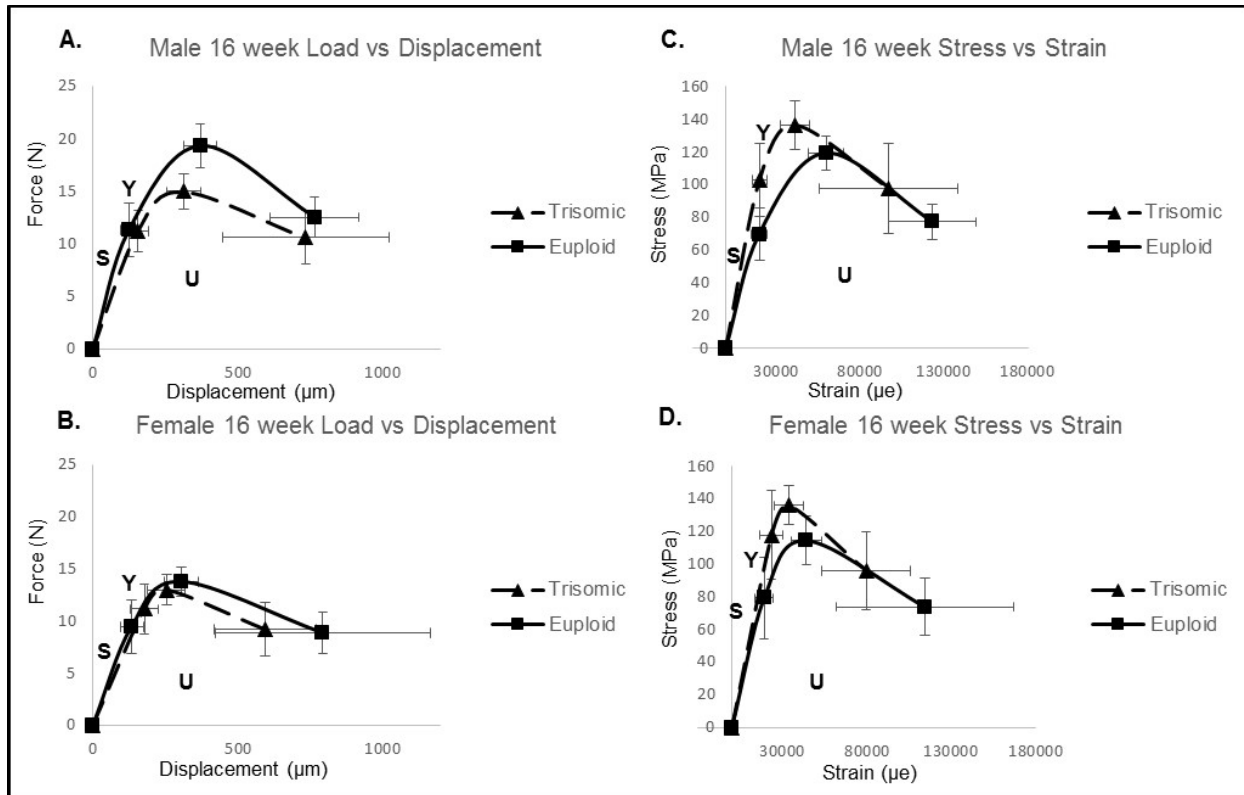 A.
Male 16 week Load vs Displacement
25
20
15
10
5
0
Force (N)
Y
S
U
0 500 1000
Displacement (µm)
Trisomic
Euploid
B.
Female 16 week Load vs Displacement
25
20
15
10
5
0
Force (N)
Y
S
U
0 500 1000
Displacement (µm)
Trisomic
Euploid
C.
Male 16 week Stress vs Strain
160
140
120
100
80
60
40
20
0
Stress (MPa)
Y
S
U
30000 80000 130000 180000
Strain (µe)
Trisomic
Euploid
D.
Female 16 week Stress vs Strain
160
140
120
100
80
60
40
20
0
Stress (MPa)
Y
S
U
30000 80000 130000 180000
Strain (µe)
Trisomic
Euploid